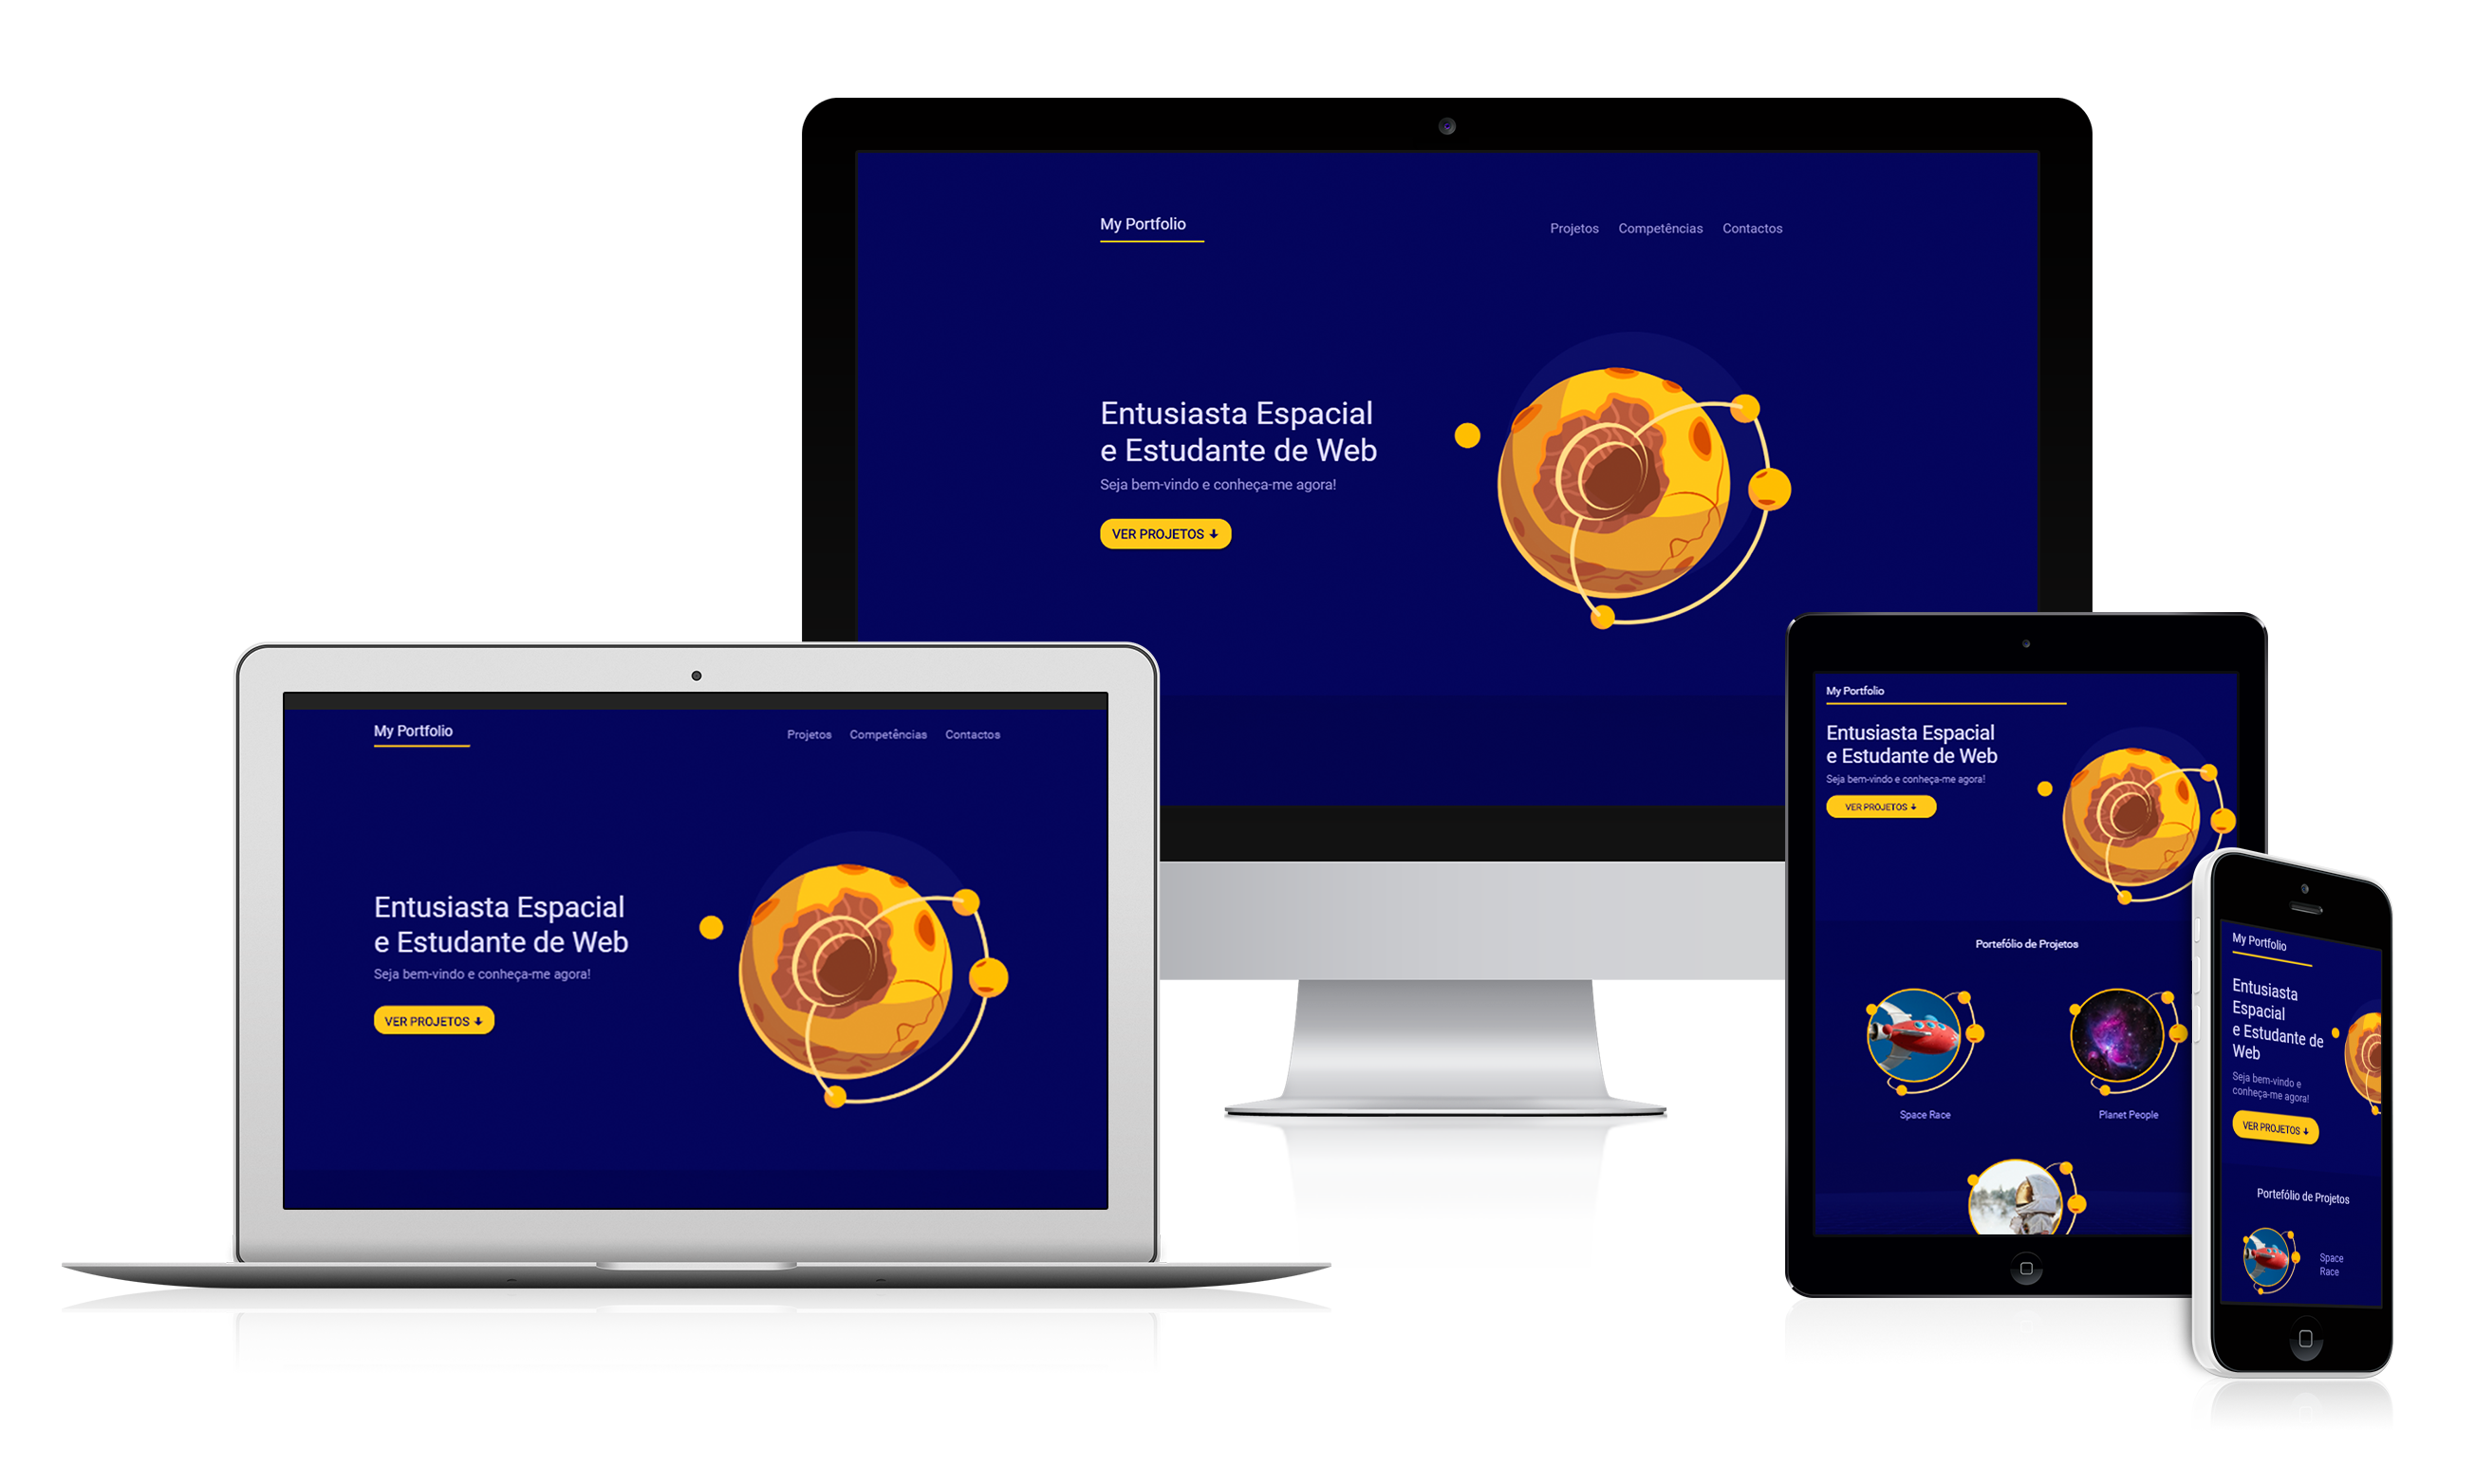 My Portfolio
Projetos Competências Contactos
Entusiasta Espacial
e Estudante de Web
Seja bem-vindo e conheça-me agora!
VER PROJETOS
My Portfolio
Projetos Competências Contactos
Entusiasta Espacial
e Estudante de Web
Seja bem-vindo e conheça-me agora!
VER PROJETOS
My Portfolio
Entusiasta Espacial
e Estudante de Web
Seja bem-vindo e conheça-me agora!
VER PROJETOS
Portefólio de Projetos
Space Race
Planet People
My Portfolio
Entusiasta
Espacial
e Estudante de
Web
Seja bem-vindo e
conheça-me agora!
VER PROJETOS
Portefólio de Projetos
Space
Race